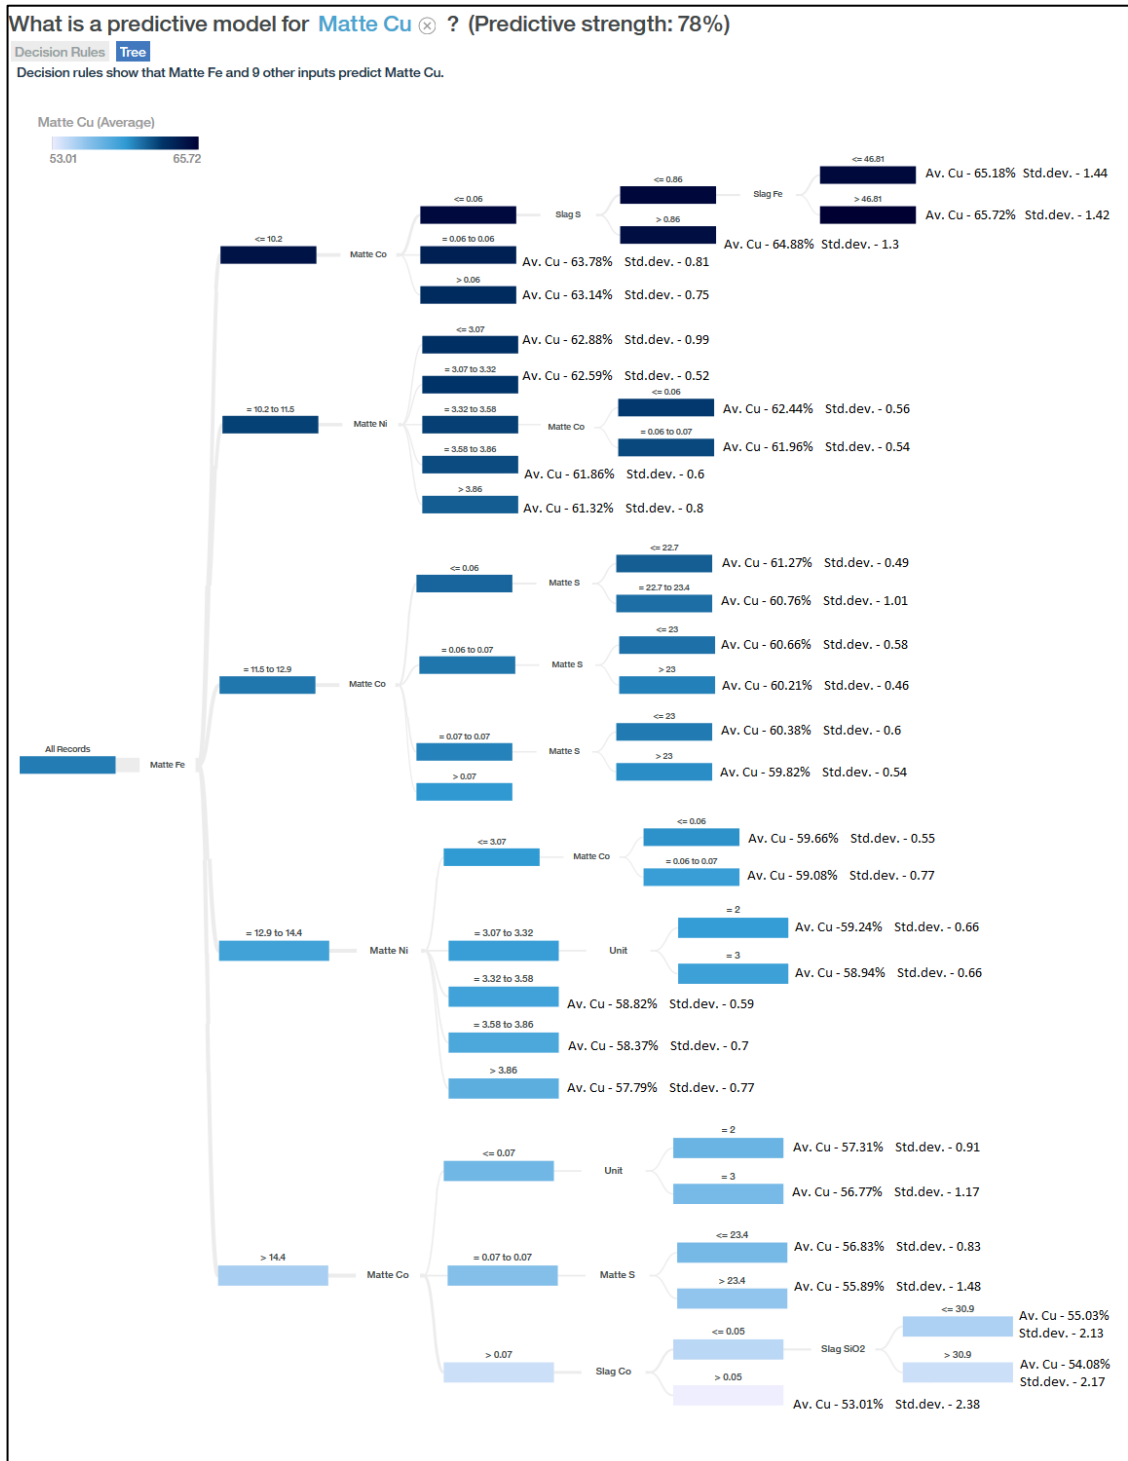 What is a predictive model for Matte Cu ? (Predictive strength: 78%)
Decision Rules Tree
Decision rules show that Matte Fe and 9 other inputs predict Matte Cu.
Matte Cu (Average)
53.01 65.72
<= 46.81
Av. Cu - 65.18% Std.dev. - 1.44
<= 0.86
Slag Fe
<= 0.06
> 46.81
Av. Cu - 65.72% Std.dev. - 1.42
Slag S
> 0.86
Av. Cu - 64.88% Std.dev. - 1.3
<= 10.2
Matte Co
= 0.06 to 0.06
Av. Cu - 63.78% Std.dev. - 0.81
> 0.06
Av. Cu - 63.14% Std.dev. - 0.75
<= 3.07
Av. Cu - 62.88% Std.dev. - 0.99
= 3.07 to 3.32
Av. Cu - 62.59% Std.dev. - 0.52
<= 0.06
Av. Cu - 62.44% Std.dev. - 0.56
= 10.2 to 11.5
Matte Ni
= 3.32 to 3.58
Matte Co
= 0.06 to 0.07
Av. Cu - 61.96% Std.dev. - 0.54
= 3.58 to 3.86
Av. Cu - 61.86% Std.dev. - 0.6
> 3.86
Av. Cu - 61.32% Std.dev. - 0.8
<= 22.7
Av. Cu - 61.27% Std.dev. - 0.49
<= 0.06
Matte S
= 22.7 to 23.4
Av. Cu - 60.76% Std.dev. - 1.01
<= 23
Av. Cu - 60.66% Std.dev. - 0.58
= 0.06 to 0.07
Matte S
> 23
Av. Cu - 60.21% Std.dev. - 0.46
= 11.5 to 12.9
Matte Co
<= 23
Av. Cu - 60.38% Std.dev. - 0.6
= 0.07 to 0.07
Matte S
> 23
Av. Cu - 59.82% Std.dev. - 0.54
All Records
Matte Fe
> 0.07
<= 0.06
Av. Cu - 59.66% Std.dev. - 0.55
<= 3.07
Matte Co
= 0.06 to 0.07
Av. Cu - 59.08% Std.dev. - 0.77
= 2
Av. Cu -59.24% Std.dev. - 0.66
= 12.9 to 14.4
Matte Ni
= 3.07 to 3.32
Unit
= 3
Av. Cu - 58.94% Std.dev. - 0.66
= 3.32 to 3.58
Av. Cu - 58.82% Std.dev. - 0.59
= 3.58 to 3.86
Av. Cu - 58.37% Std.dev. - 0.7
> 3.86
Av. Cu - 57.79% Std.dev. - 0.77
= 2
Av. Cu - 57.31% Std.dev. - 0.91
<= 0.07
Unit
= 3
Av. Cu - 56.77% Std.dev. - 1.17
<= 23.4
Av. Cu - 56.83% Std.dev. - 0.83
> 14.4
Matte Co
= 0.07 to 0.07
Matte S
> 23.4
Av. Cu - 55.89% Std.dev. - 1.48
<= 30.9
Av. Cu - 55.03%
Std.dev. - 2.13
<= 0.05
Slag SiO2
> 0.07
Slag Co
> 30.9
Av. Cu - 54.08%
Std.dev. - 2.17
> 0.05
Av. Cu - 53.01% Std.dev. - 2.38